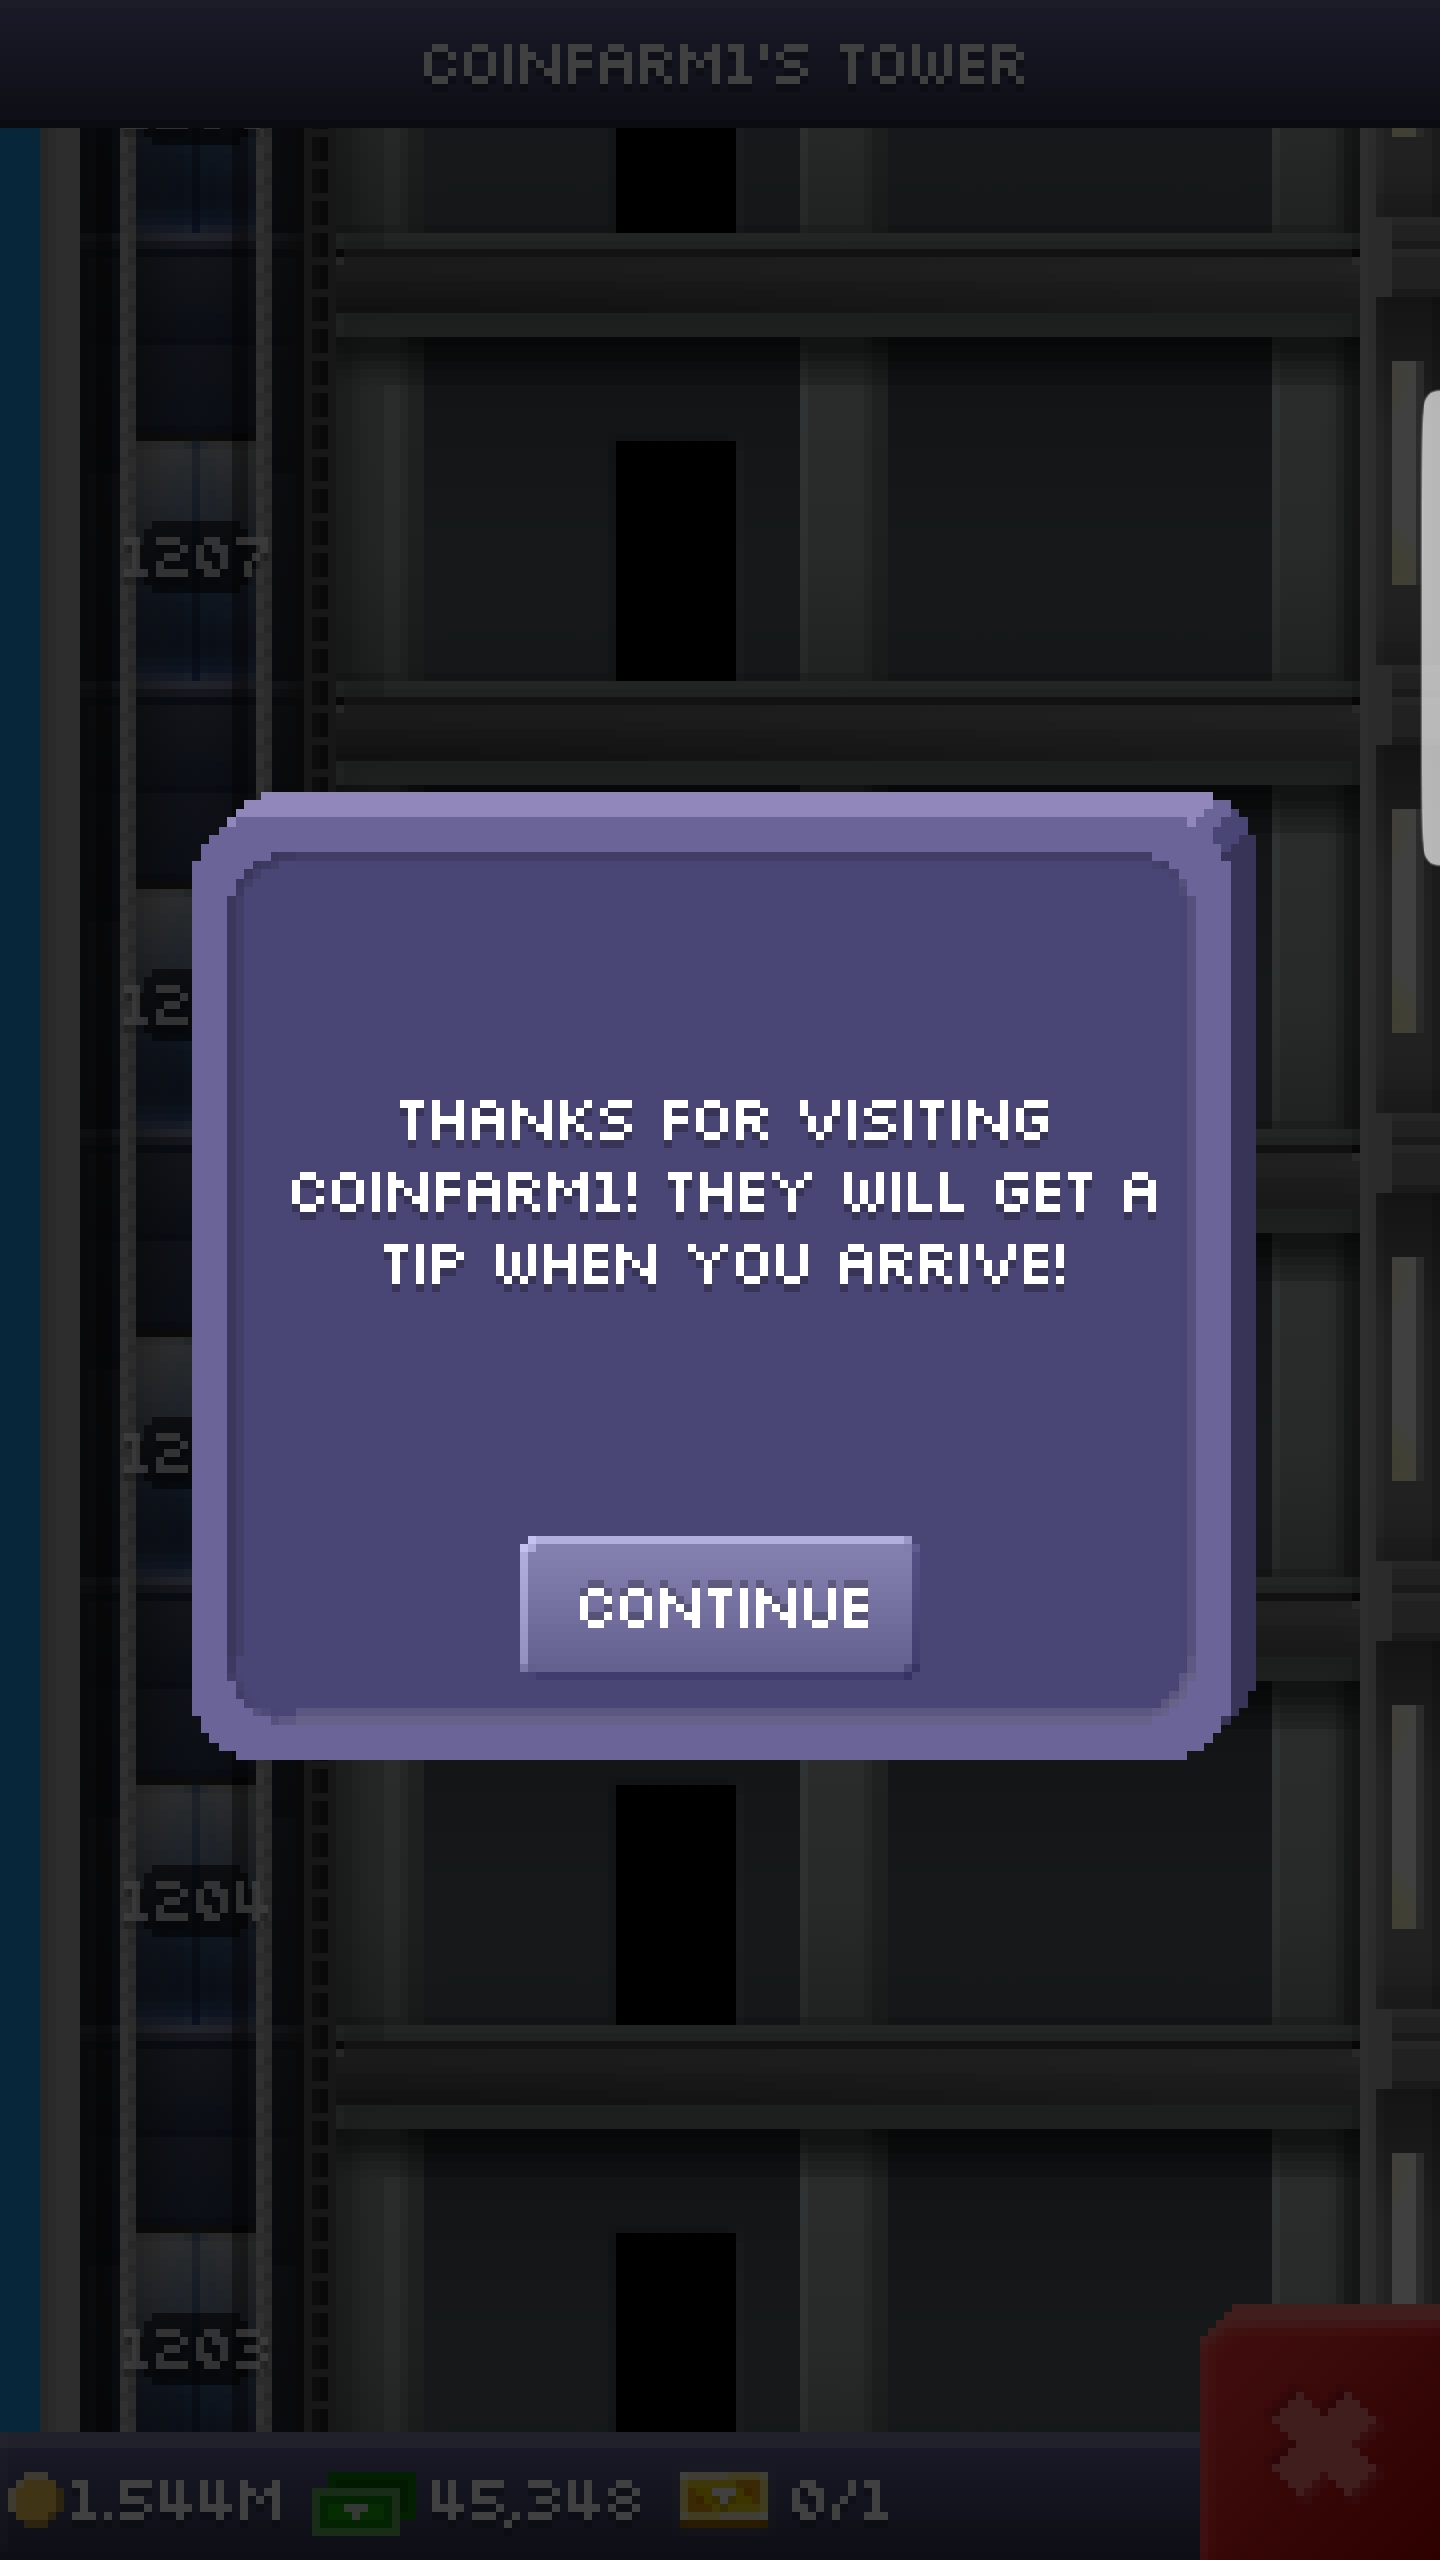 COINFARM1'S TOWER
1207
THANKS FOR VISITING
COINFARM1! THEY WILL GET A
TIP WHEN YOU ARRIVE!
CONTINUE
1204
1203
1.544M 45,348 0/1